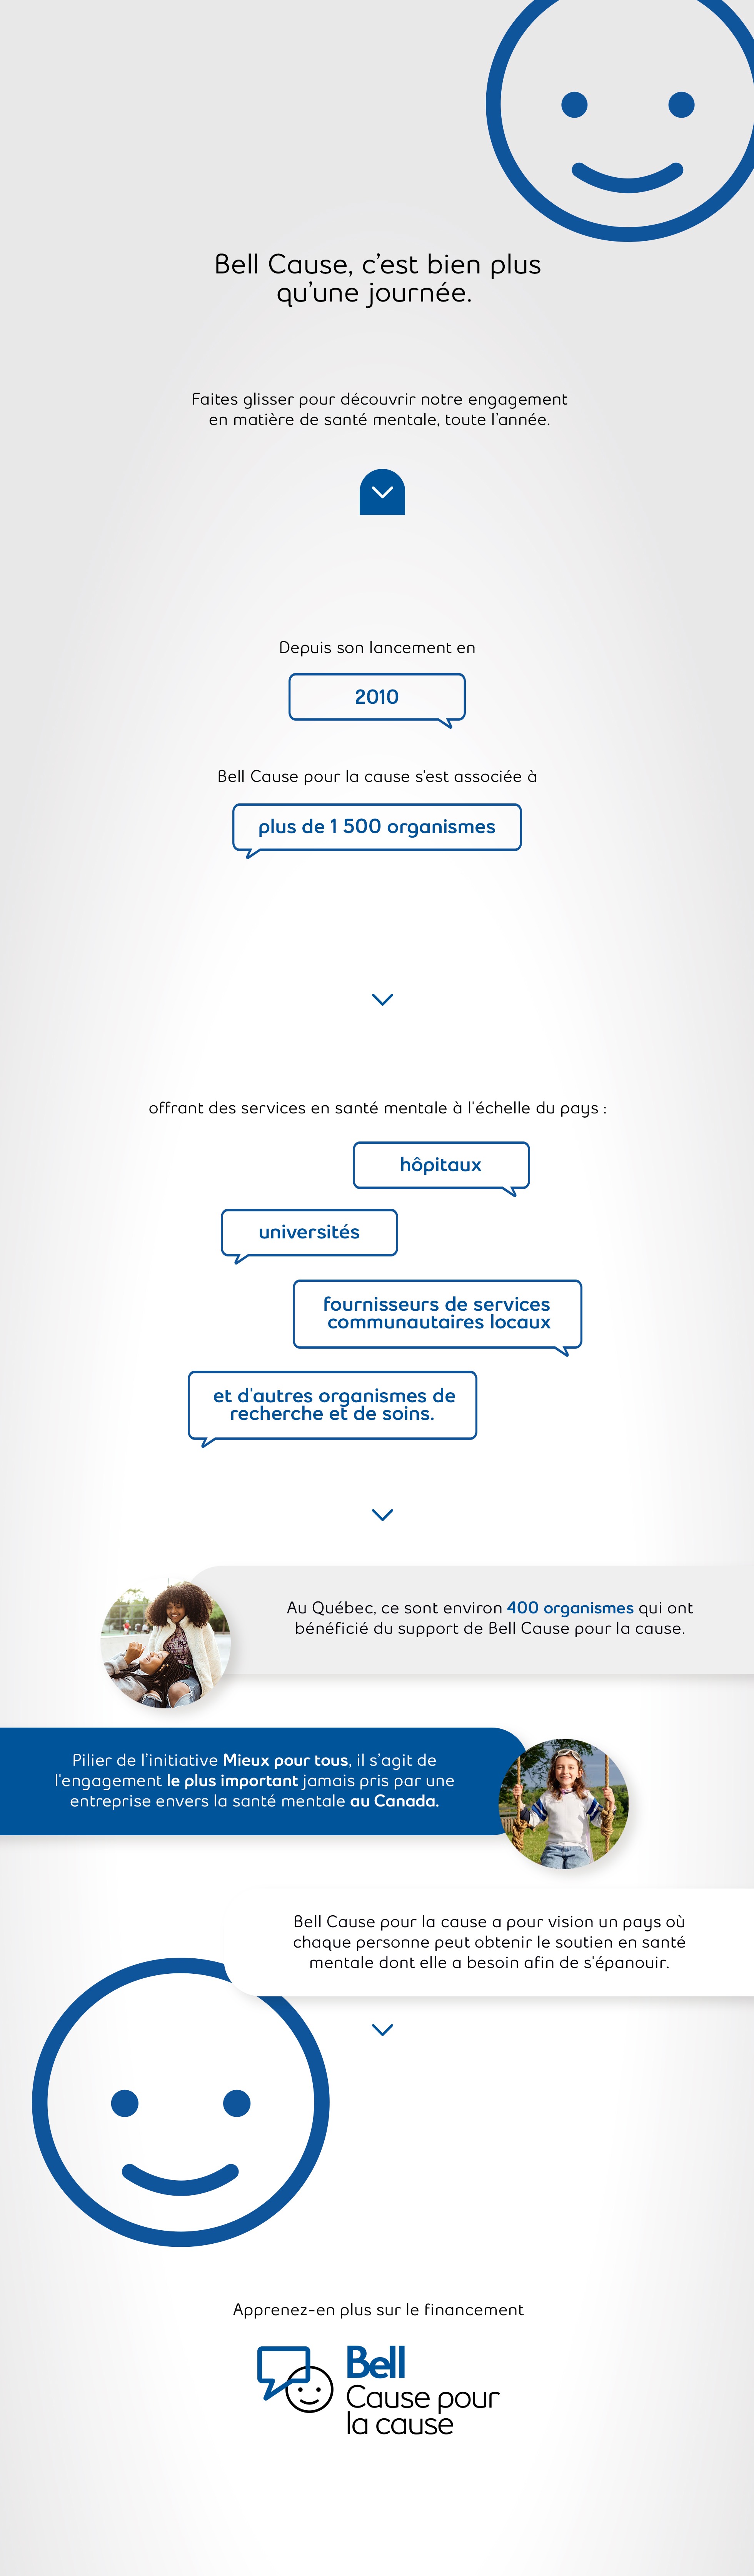 Bell Cause, c’est bien plus
qu’une journée.
Faites glisser pour découvrir notre engagement
en matière de santé mentale, toute l’année.
Depuis son lancement en
2010
Bell Cause pour la cause s'est associée à
plus de 1 500 organismes
offrant des services en santé mentale à l'échelle du pays :
hôpitaux
universités
fournisseurs de services
communautaires locaux
et d'autres organismes de
recherche et de soins.
Au Québec, ce sont environ 400 organismes qui ont
bénéficié du support de Bell Cause pour la cause.
Pilier de l’initiative Mieux pour tous, il s’agit de
l'engagement le plus important jamais pris par une
entreprise envers la santé mentale au Canada.
Bell Cause pour la cause a pour vision un pays où
chaque personne peut obtenir le soutien en santé
mentale dont elle a besoin afin de s'épanouir.
Apprenez-en plus sur le financement
Bell
Cause pour
la cause